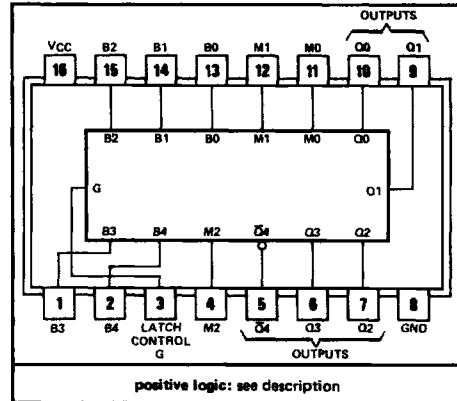 OUTPUTS
VCC B2 B1 B0 M1 M0 Q0 Q1
16 15 14 13 12 11 10 9
B2 B1 B0 M1 M0 Q0
G Q1
B3 B4 M2 Q̅4 Q3 Q2
1 2 3 4 5 6 7 8
B3 B4 LATCH M2 Q̅4 Q3 Q2 GND
CONTROL
G OUTPUTS
positive logic: see description